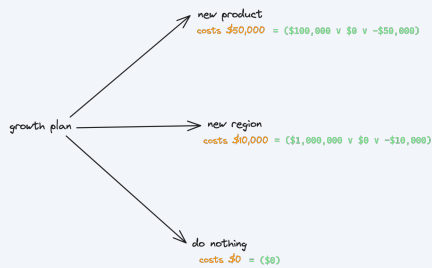 new product
costs $50,000 = ($100,000 v $0 v -$50,000)
growth plan
new region
costs $10,000 = ($1,000,000 v $0 v -$10,000)
do nothing
costs $0 = ($0)